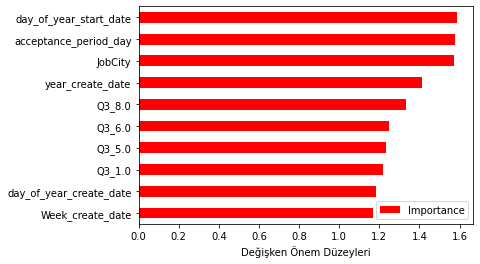 day_of_year_start_date
acceptance_period_day
JobCity
year_create_date
Q3_8.0
Q3_6.0
Q3_5.0
Q3_1.0
day_of_year_create_date
Week_create_date
Importance
0.0 0.2 0.4 0.6 0.8 1.0 1.2 1.4 1.6
Değişken Önem Düzeyleri